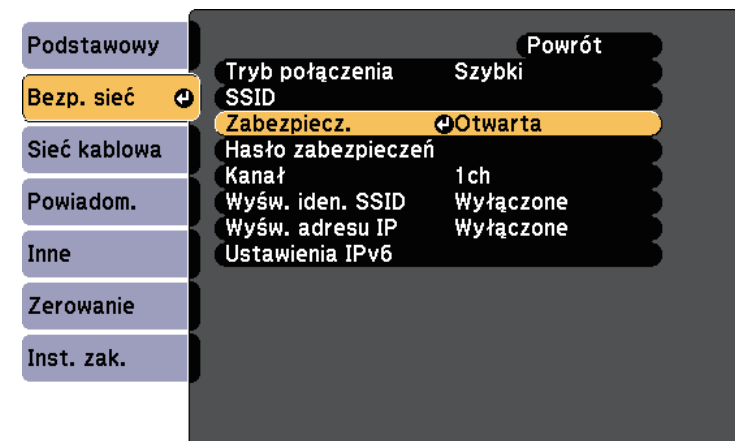 Podstawowy
Bezp. sieć
Sieć kablowa
Powiadom.
Inne
Zerowanie
Inst. zak.
Powrót
Tryb połączenia Szybki
SSID
Zabezpiecz. Otwarta
Hasło zabezpieczeń
Kanał 1ch
Wyśw. iden. SSID Wyłączone
Wyśw. adresu IP Wyłączone
Ustawienia IPv6